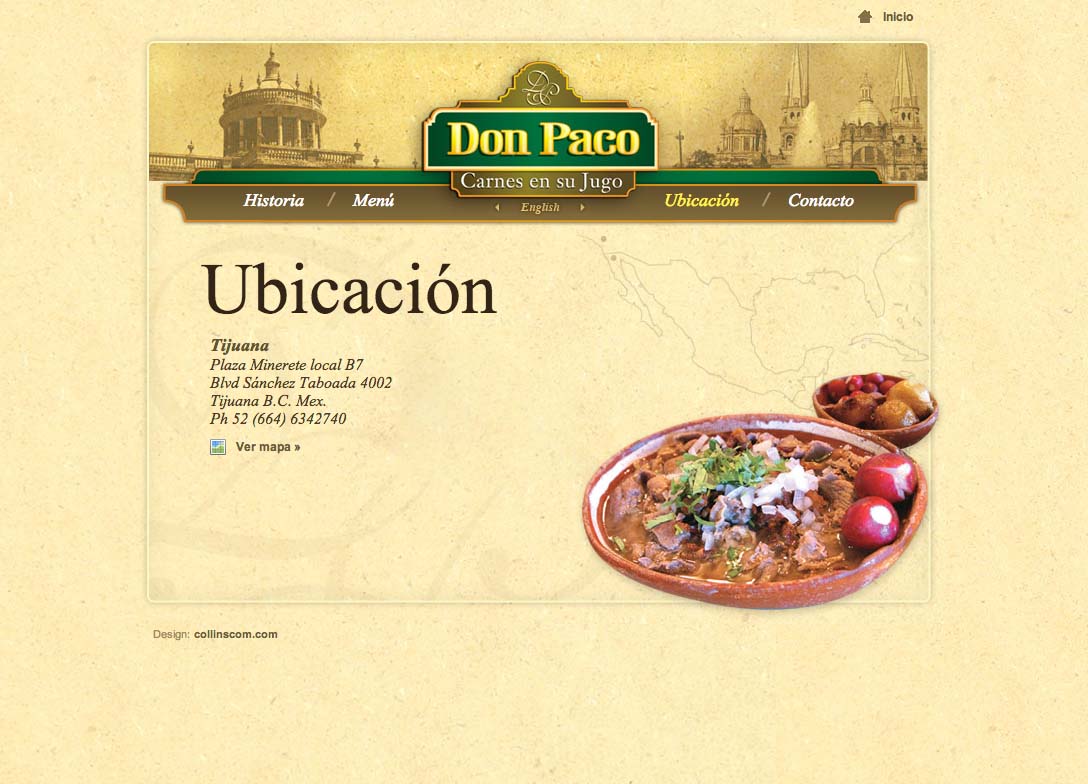 Inicio
DP
Don Paco
Carnes en su Jugo
Historia / Menú
English
Ubicación / Contacto
Ubicación
Tijuana
Plaza Minerete local B7
Blvd Sánchez Taboada 4002
Tijuana B.C. Mex.
Ph 52 (664) 6342740
Ver mapa »
Design: collinscom.com